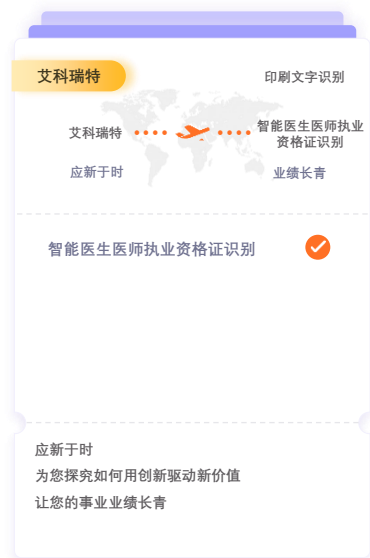 艾科瑞特
印刷文字识别
艾科瑞特
智能医生医师执业
资格证识别
应新于时
业绩长青
智能医生医师执业资格证识别
应新于时
为您探究如何用创新驱动新价值
让您的事业业绩长青